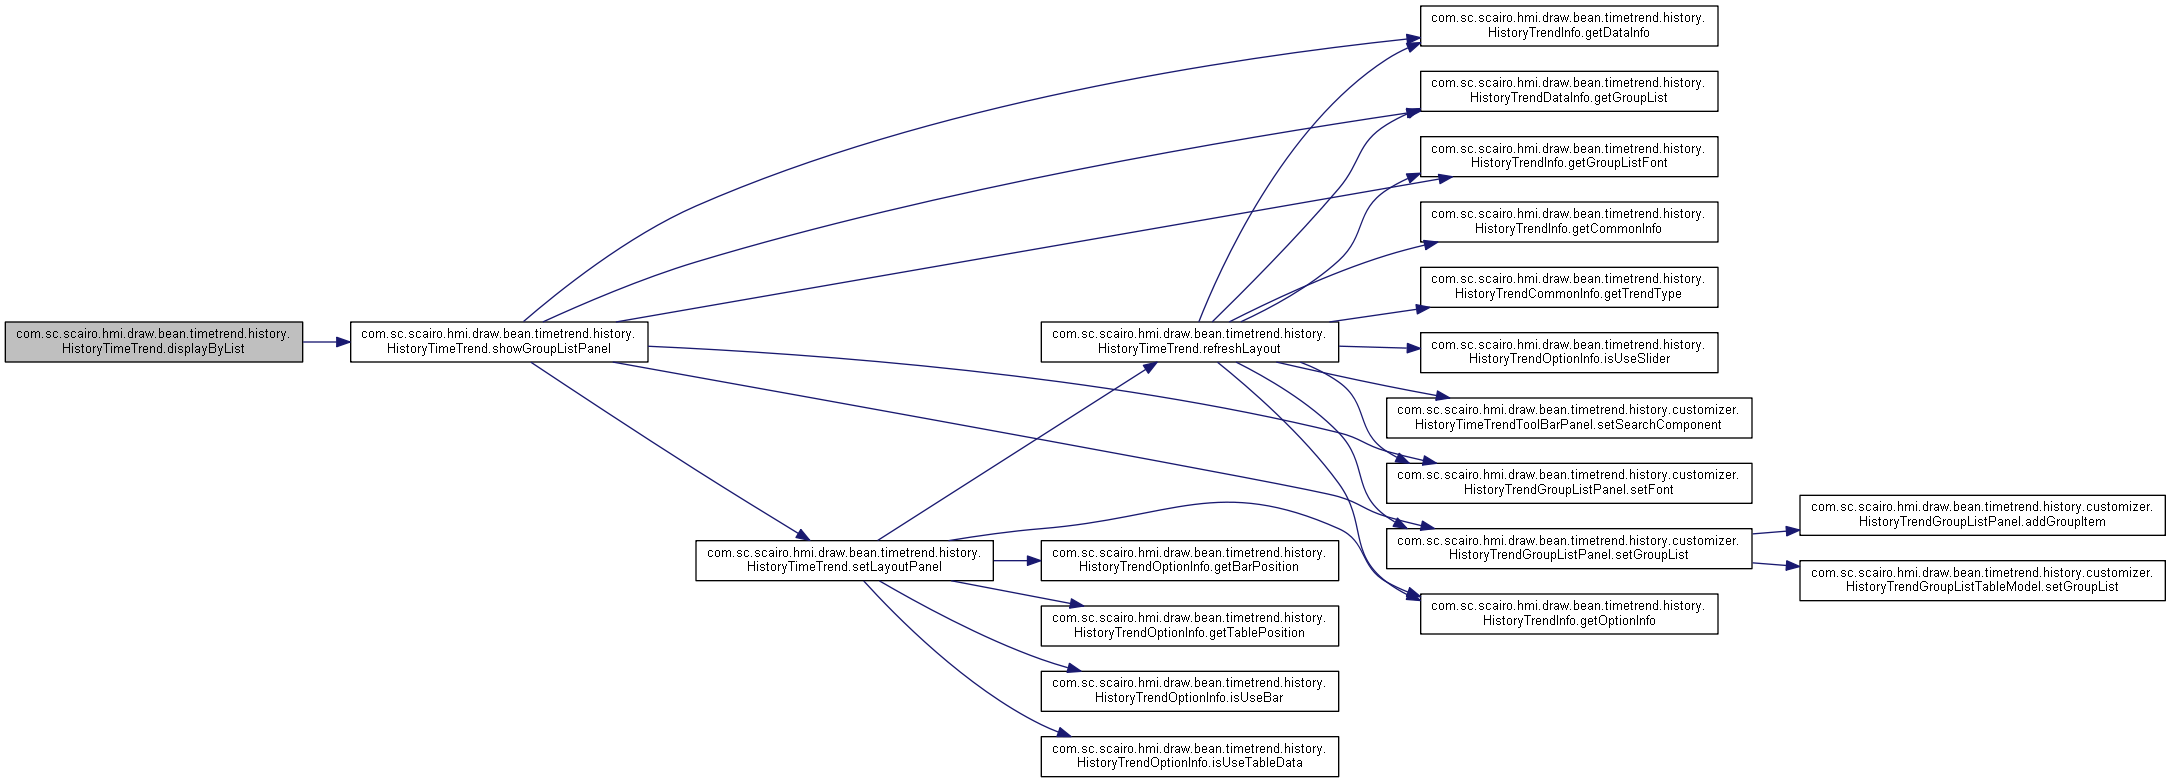 com.sc.scairo.hmi.draw.bean.timetrend.history.
HistoryTimeTrend.displayByList
com.sc.scairo.hmi.draw.bean.timetrend.history.
HistoryTimeTrend.showGroupListPanel
com.sc.scairo.hmi.draw.bean.timetrend.history.
HistoryTimeTrend.setLayoutPanel
com.sc.scairo.hmi.draw.bean.timetrend.history.
HistoryTimeTrend.refreshLayout
com.sc.scairo.hmi.draw.bean.timetrend.history.
HistoryTrendOptionInfo.getBarPosition
com.sc.scairo.hmi.draw.bean.timetrend.history.
HistoryTrendOptionInfo.getTablePosition
com.sc.scairo.hmi.draw.bean.timetrend.history.
HistoryTrendOptionInfo.isUseBar
com.sc.scairo.hmi.draw.bean.timetrend.history.
HistoryTrendOptionInfo.isUseTableData
com.sc.scairo.hmi.draw.bean.timetrend.history.
HistoryTrendInfo.getDataInfo
com.sc.scairo.hmi.draw.bean.timetrend.history.
HistoryTrendDataInfo.getGroupList
com.sc.scairo.hmi.draw.bean.timetrend.history.
HistoryTrendInfo.getGroupListFont
com.sc.scairo.hmi.draw.bean.timetrend.history.
HistoryTrendInfo.getCommonInfo
com.sc.scairo.hmi.draw.bean.timetrend.history.
HistoryTrendCommonInfo.getTrendType
com.sc.scairo.hmi.draw.bean.timetrend.history.
HistoryTrendOptionInfo.isUseSlider
com.sc.scairo.hmi.draw.bean.timetrend.history.customizer.
HistoryTimeTrendToolBarPanel.setSearchComponent
com.sc.scairo.hmi.draw.bean.timetrend.history.customizer.
HistoryTrendGroupListPanel.setFont
com.sc.scairo.hmi.draw.bean.timetrend.history.customizer.
HistoryTrendGroupListPanel.setGroupList
com.sc.scairo.hmi.draw.bean.timetrend.history.
HistoryTrendInfo.getOptionInfo
com.sc.scairo.hmi.draw.bean.timetrend.history.customizer.
HistoryTrendGroupListPanel.addGroupItem
com.sc.scairo.hmi.draw.bean.timetrend.history.customizer.
HistoryTrendGroupListTableModel.setGroupList